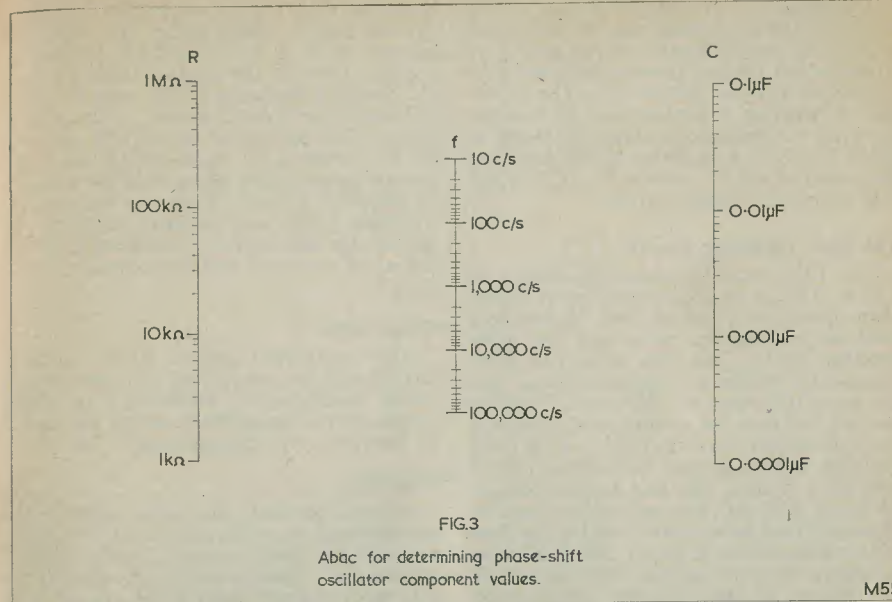 R
C
1MΩ
0·1µF
f
10 c/s
100kΩ
0·01µF
100 c/s
1,000 c/s
10kΩ
0·001µF
10,000 c/s
100,000 c/s
1kΩ
0·0001µF
FIG.3
Abac for determining phase-shift
oscillator component values.